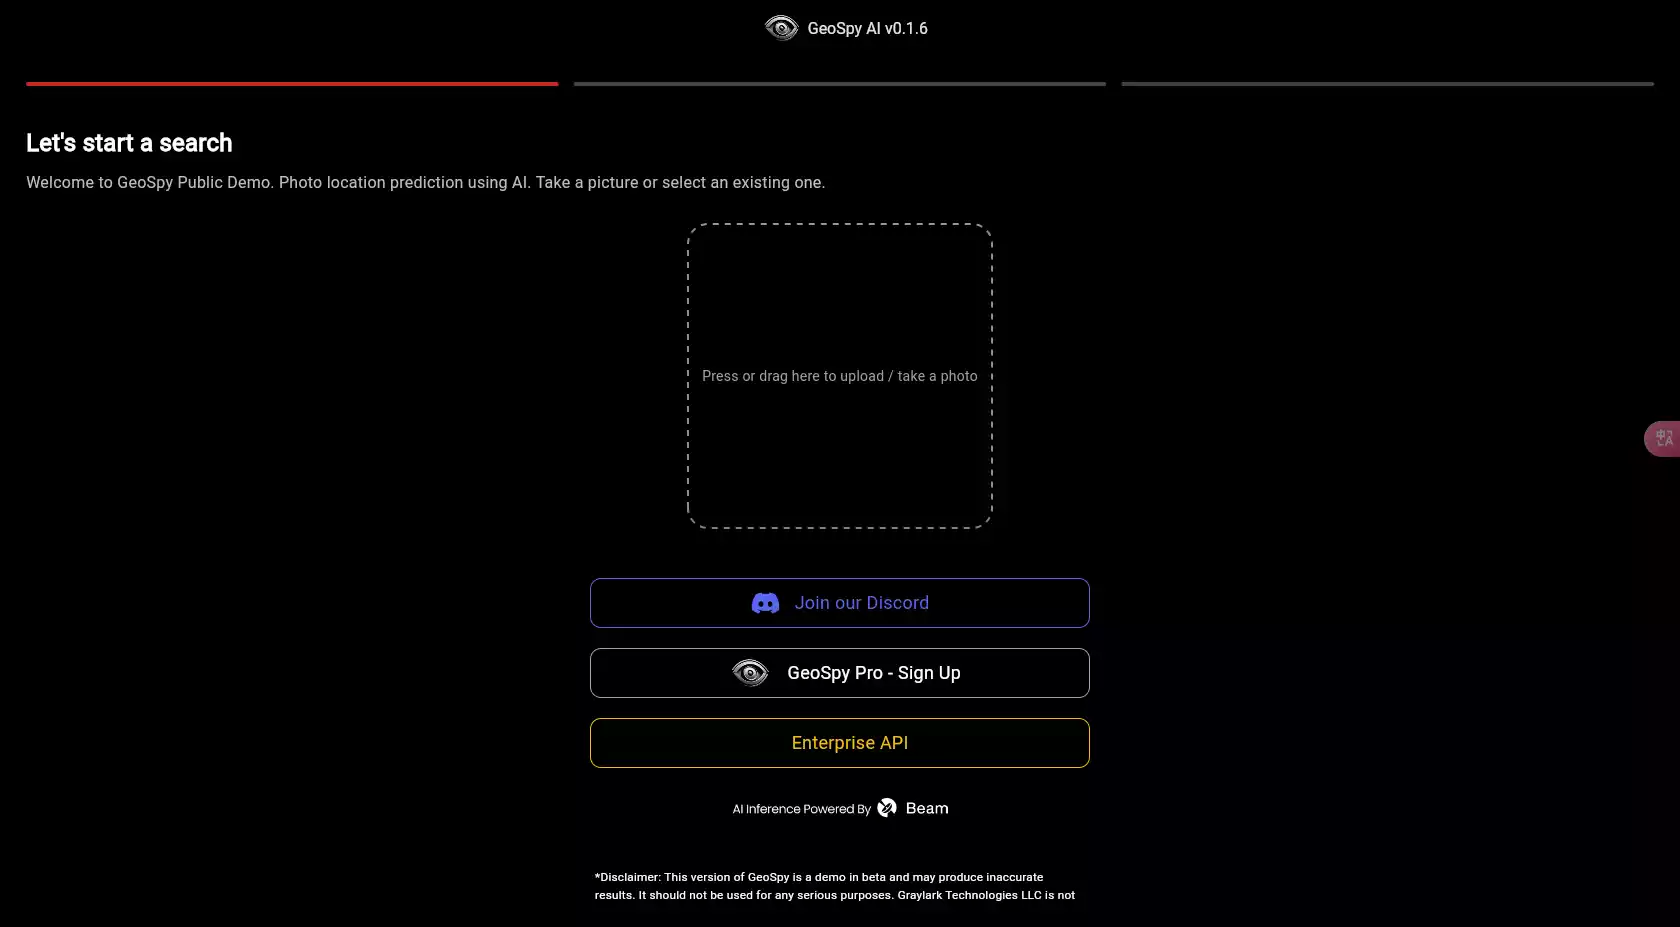 GeoSpy AI v0.1.6
Let's start a search
Welcome to GeoSpy Public Demo. Photo location prediction using AI. Take a picture or select an existing one.
Press or drag here to upload / take a photo
Join our Discord
GeoSpy Pro - Sign Up
Enterprise API
AI Inference Powered By Beam
*Disclaimer: This version of GeoSpy is a demo in beta and may produce inaccurate
results. It should not be used for any serious purposes. Graylark Technologies LLC is not
中
A